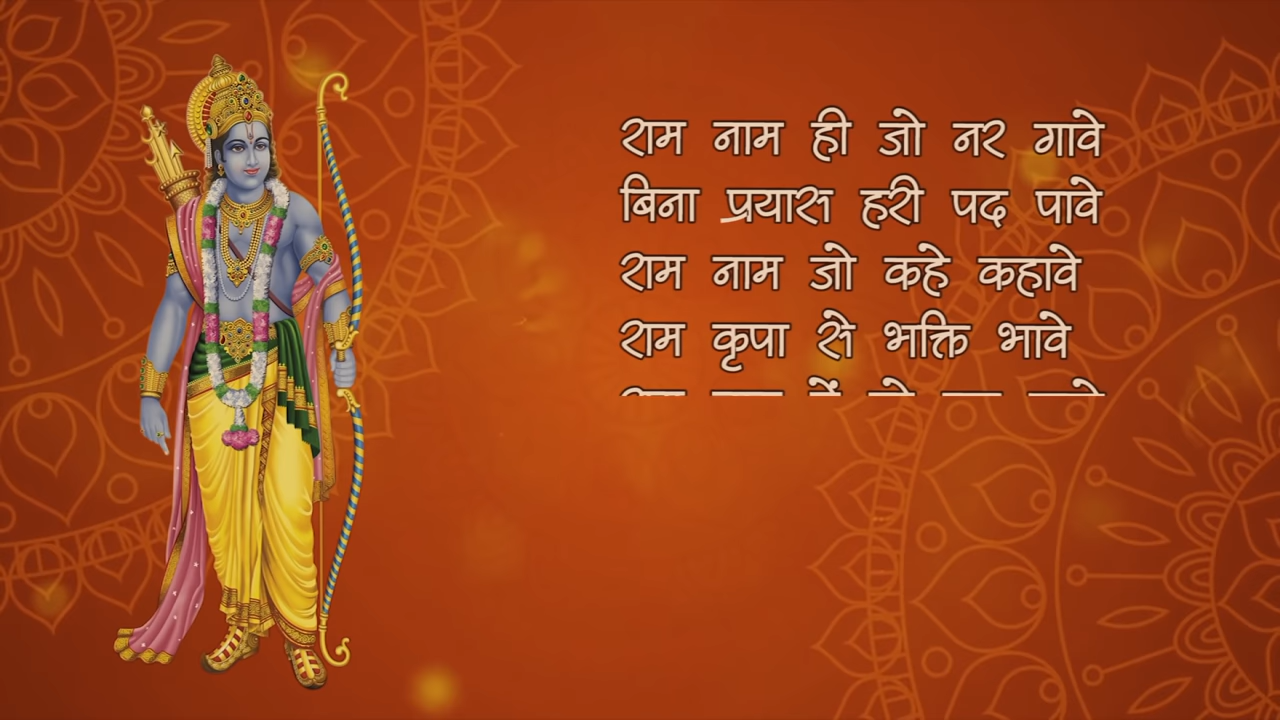 राम नाम ही जो नर गावे
बिना प्रयास हरी पद पावे
राम नाम जो कहे कहावे
राम कृपा से भक्ति भावे